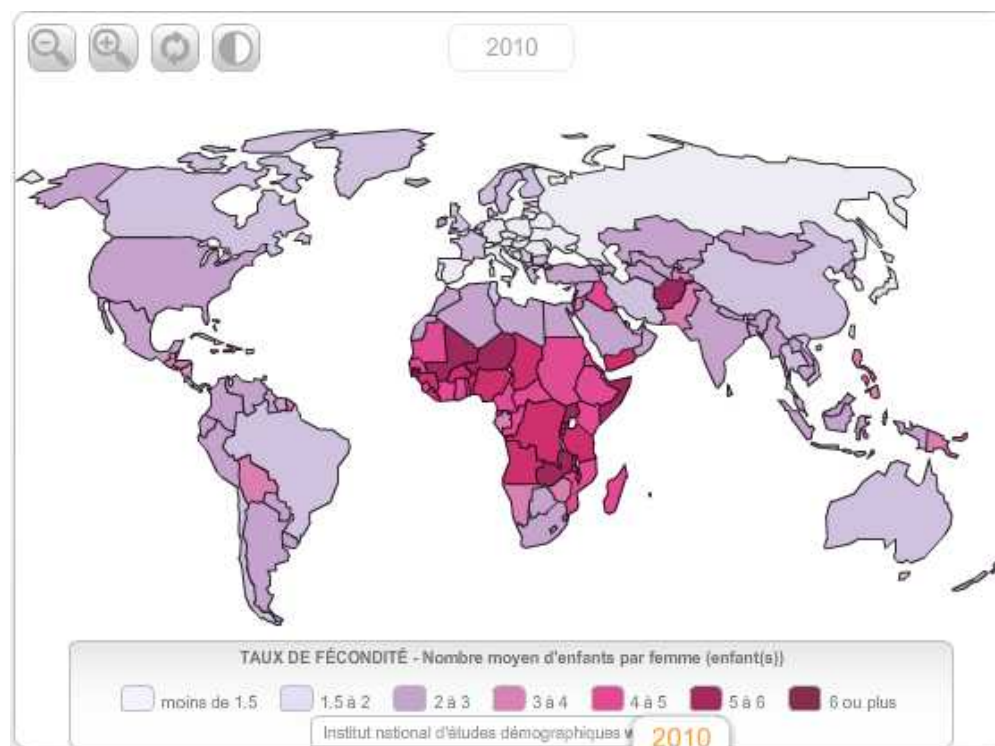 2010
TAUX DE FÉCONDITÉ - Nombre moyen d'enfants par femme (enfant(s))
moins de 1.5 1.5 à 2 2 à 3 3 à 4 4 à 5 5 à 6 6 ou plus
Institut national d'études démographiques
2010